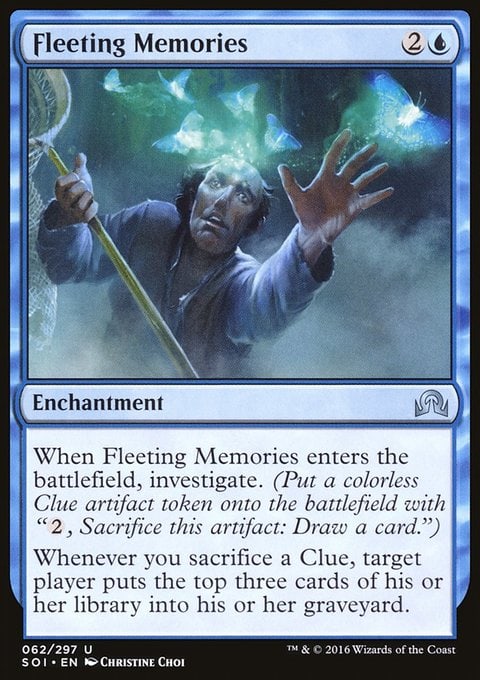 Fleeting Memories 2
Enchantment
When Fleeting Memories enters the
battlefield, investigate. (Put a colorless
Clue artifact token onto the battlefield with
“2, Sacrifice this artifact: Draw a card.”)
Whenever you sacrifice a Clue, target
player puts the top three cards of his or
her library into his or her graveyard.
062/297 U
SOI • EN Christine Choi
™ & © 2016 Wizards of the Coast